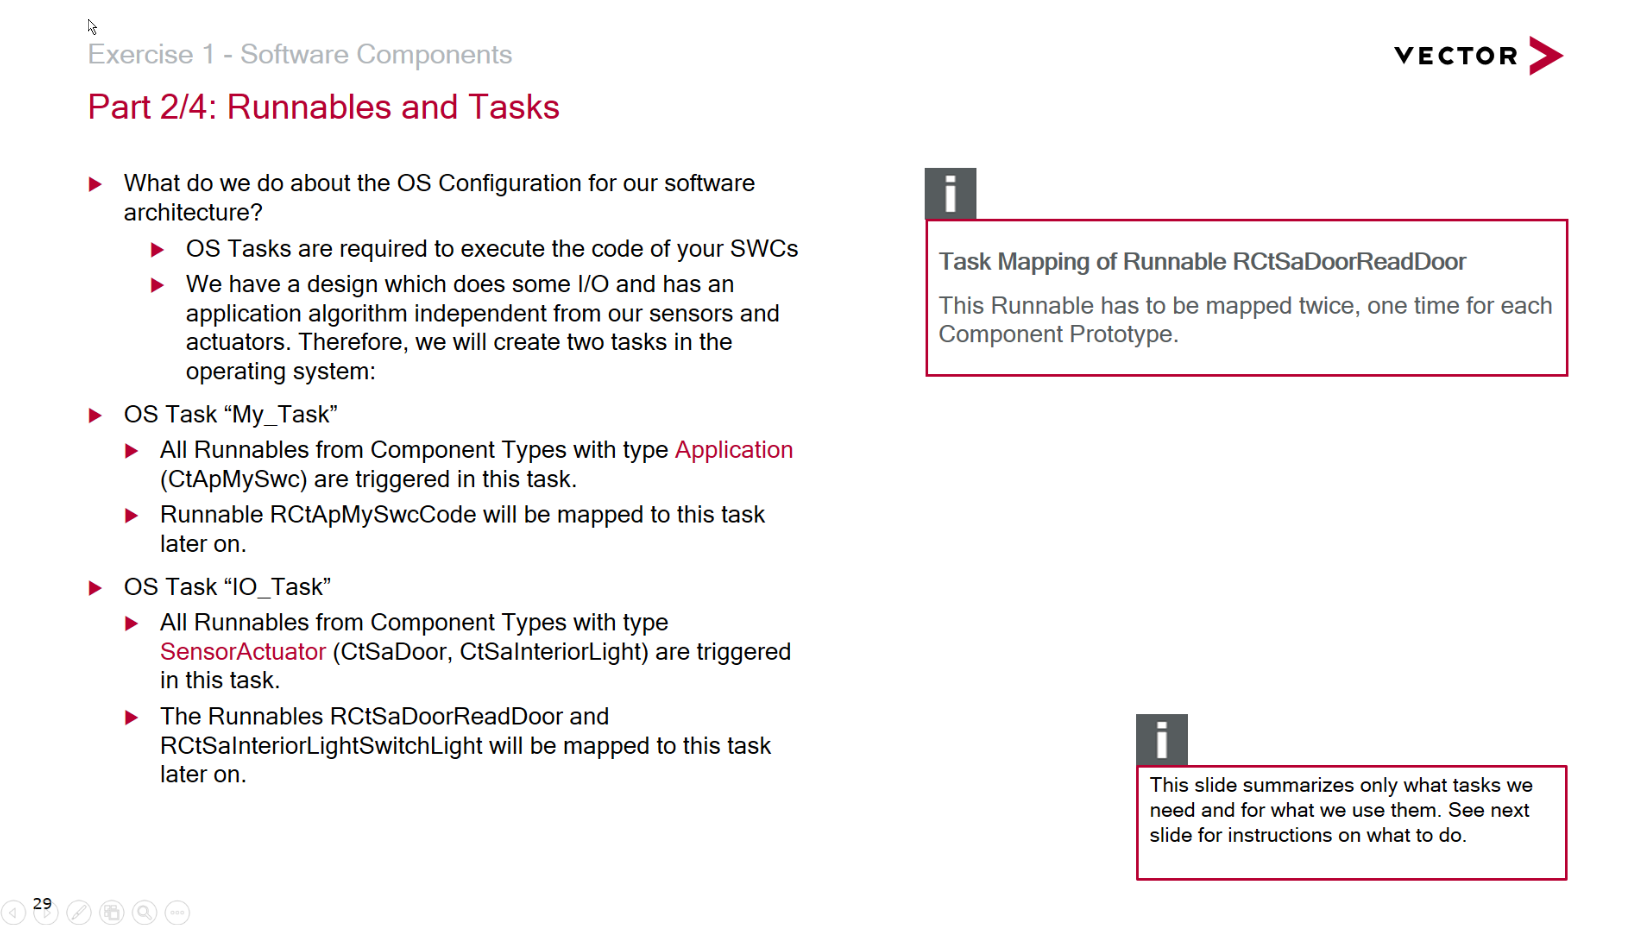 Exercise 1 - Software Components
VECTOR
Part 2/4: Runnables and Tasks
What do we do about the OS Configuration for our software
architecture?
OS Tasks are required to execute the code of your SWCs
We have a design which does some I/O and has an
application algorithm independent from our sensors and
actuators. Therefore, we will create two tasks in the
operating system:
OS Task “My_Task”
All Runnables from Component Types with type Application
(CtApMySwc) are triggered in this task.
Runnable RCtApMySwcCode will be mapped to this task
later on.
OS Task “IO_Task”
All Runnables from Component Types with type
SensorActuator (CtSaDoor, CtSaInteriorLight) are triggered
in this task.
The Runnables RCtSaDoorReadDoor and
RCtSaInteriorLightSwitchLight will be mapped to this task
later on.
i
Task Mapping of Runnable RCtSaDoorReadDoor
This Runnable has to be mapped twice, one time for each
Component Prototype.
i
This slide summarizes only what tasks we
need and for what we use them. See next
slide for instructions on what to do.
29